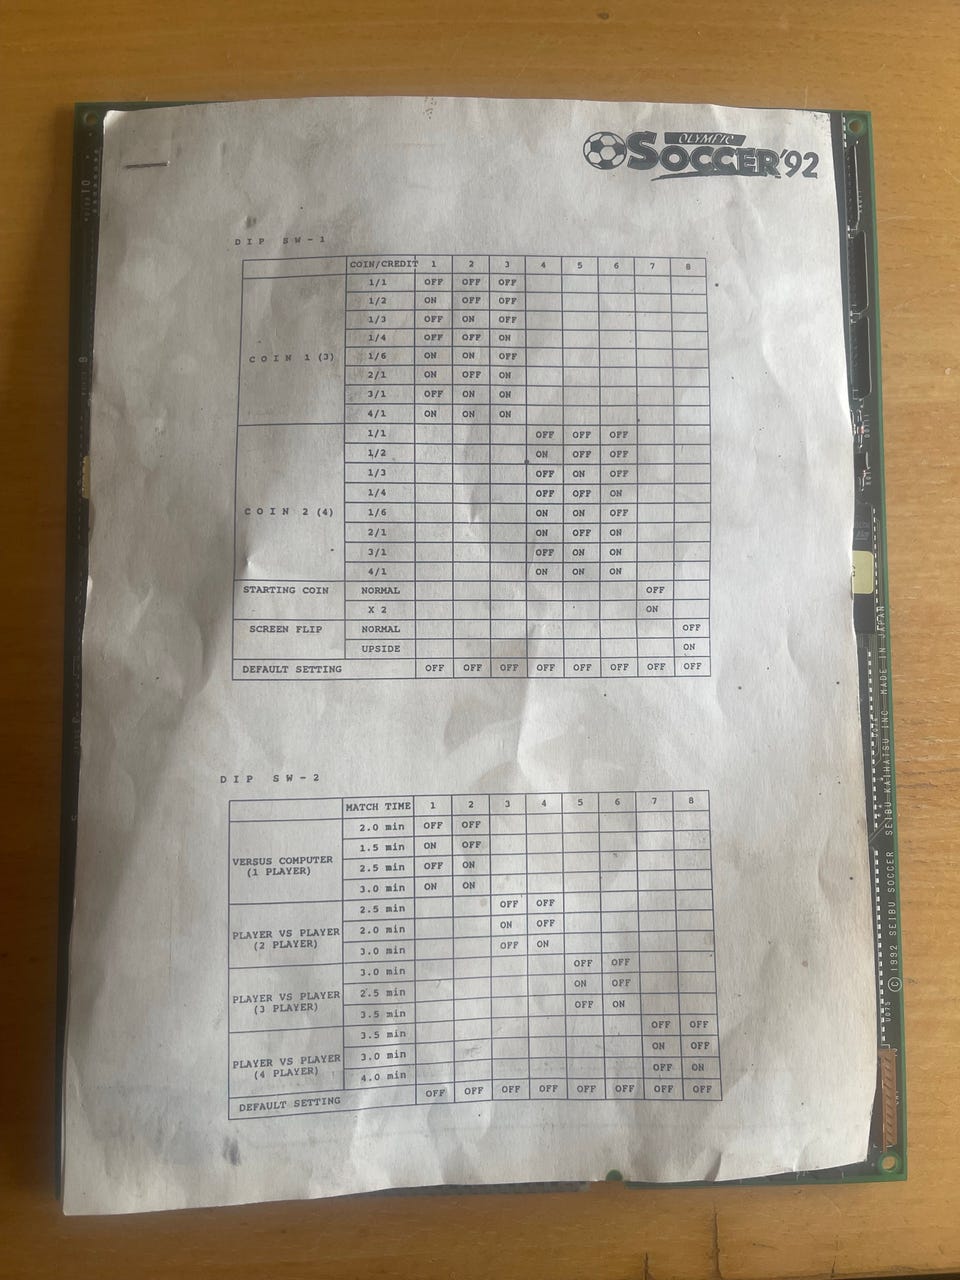 OLYMPIC
SOCCER'92
DIP SW-1
COIN/CREDIT 1 2 3 4 5 6 7 8
COIN 1 (3)
1/1 OFF OFF OFF
1/2 ON OFF OFF
1/3 OFF ON OFF
1/4 OFF OFF ON
1/6 ON ON OFF
2/1 ON OFF ON
3/1 OFF ON ON
4/1 ON ON ON
COIN 2 (4)
1/1 OFF OFF OFF
1/2 ON OFF OFF
1/3 OFF ON OFF
1/4 OFF OFF ON
1/6 ON ON OFF
2/1 ON OFF ON
3/1 OFF ON ON
4/1 ON ON ON
STARTING COIN NORMAL OFF
X 2 ON
SCREEN FLIP NORMAL OFF
UPSIDE ON
DEFAULT SETTING OFF OFF OFF OFF OFF OFF OFF OFF
DIP SW-2
MATCH TIME 1 2 3 4 5 6 7 8
VERSUS COMPUTER
(1 PLAYER)
2.0 min OFF OFF
1.5 min ON OFF
2.5 min OFF ON
3.0 min ON ON
PLAYER VS PLAYER
(2 PLAYER)
2.5 min OFF OFF
2.0 min ON OFF
3.0 min OFF ON
PLAYER VS PLAYER
(3 PLAYER)
3.0 min OFF OFF
2.5 min ON OFF
3.5 min OFF ON
PLAYER VS PLAYER
(4 PLAYER)
3.5 min OFF OFF
3.0 min ON OFF
4.0 min OFF ON
DEFAULT SETTING OFF OFF OFF OFF OFF OFF OFF OFF
© 1992 SEIBU SOCCER SEIBU KAIHATSU INC. MADE IN JAPAN